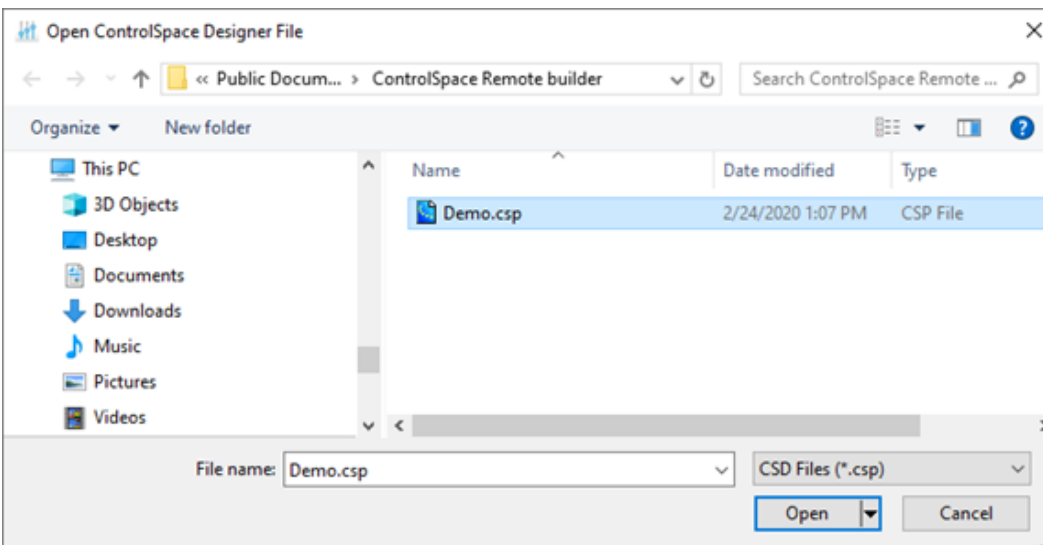 Open ControlSpace Designer File
« Public Docum... › ControlSpace Remote builder
Search ControlSpace Remote ...
Organize
New folder
?
Name
Date modified
Type
This PC
3D Objects
Desktop
Documents
Downloads
Music
Pictures
Videos
Demo.csp
2/24/2020 1:07 PM
CSP File
File name:
Demo.csp
CSD Files (*.csp)
Open
Cancel